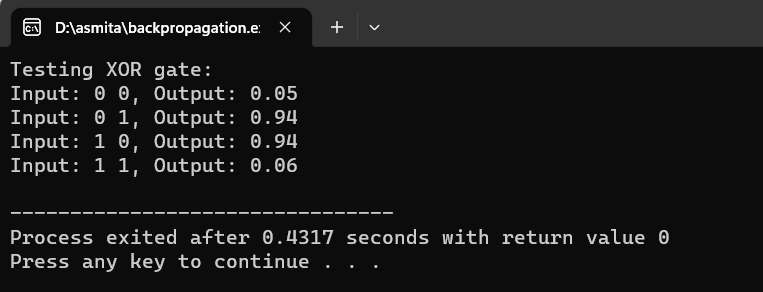 D:\asmita\backpropagation.e
Testing XOR gate:
Input: 0 0, Output: 0.05
Input: 0 1, Output: 0.94
Input: 1 0, Output: 0.94
Input: 1 1, Output: 0.06
--------------------------------
Process exited after 0.4317 seconds with return value 0
Press any key to continue . . .